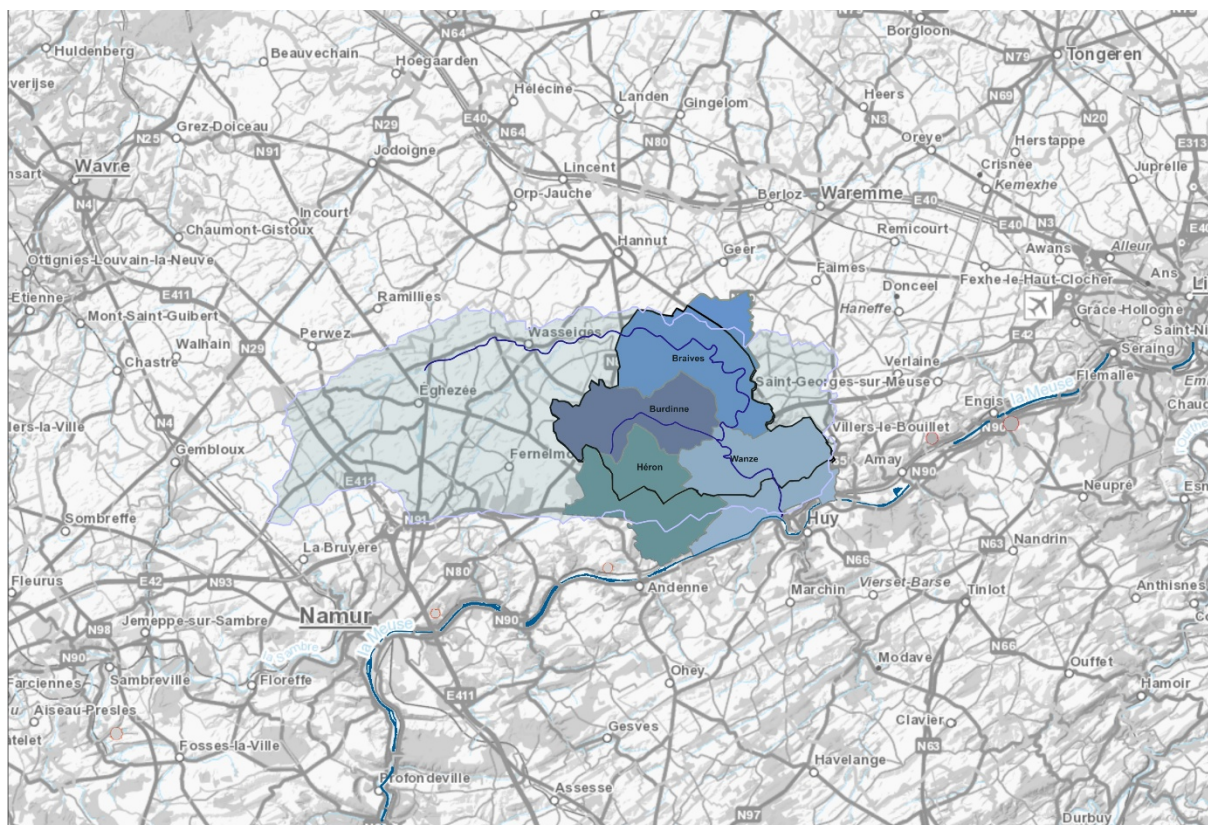 N64
N79
Borgloon
Huldenberg
Beauvechain
Hoegaarden
Tongeren
verijse
Hélécine
Landen
Gingelom
Heers
N69
N20
E40
N64
N3
Grez-Doiceau
N29
N80
Oreye
Herstappe
E313
N25
N91
Jodoigne
Crisnée
Juprelle
Wavre
Lincent
Kemexhe
nsart
Orp-Jauche
Berloz
Waremme
E40
N4
Incourt
E40
N3
Chaumont-Gistoux
Hannut
Remicourt
Awans
Alleur
E40
Ottignies-Louvain-la-Neuve
Geer
Faimes
Fexhe-le-Haut-Clocher
Ans
E411
Donceel
Etienne
Ramillies
Haneffe
Grâce-Hollogne
Mont-Saint-Guibert
Perwez
Wasseiges
E42
Walhain
N29
Verlaine
Seraing
Chastre
Braives
Saint-Georges-sur-Meuse
Flémalle
Eghezée
Burdinne
Engis
la Meuse
lers-la-Ville
N4
Villers-le-Bouillet
N90
Gembloux
Fernelmo
Héron
Wanze
Amay
N90
E411
Neupré
Sombreffe
N91
Huy
La Bruyère
N63
Nandrin
Fleurus
E42
N93
N80
Andenne
N66
Vierset-Barse
Anthisnes
Marchin
Tinlot
Namur
N98
Jemeppe-sur-Sambre
N90
la Meuse
N66
N90
Sambre
Ohey
Modave
Ouffet
Farciennes
Sambreville
Floreffe
E411
Hamoir
Aiseau-Presles
Gesves
Clavier
Fosses-la-Ville
N63
Profondeville
Havelange
Assesse
N97
Durbuy